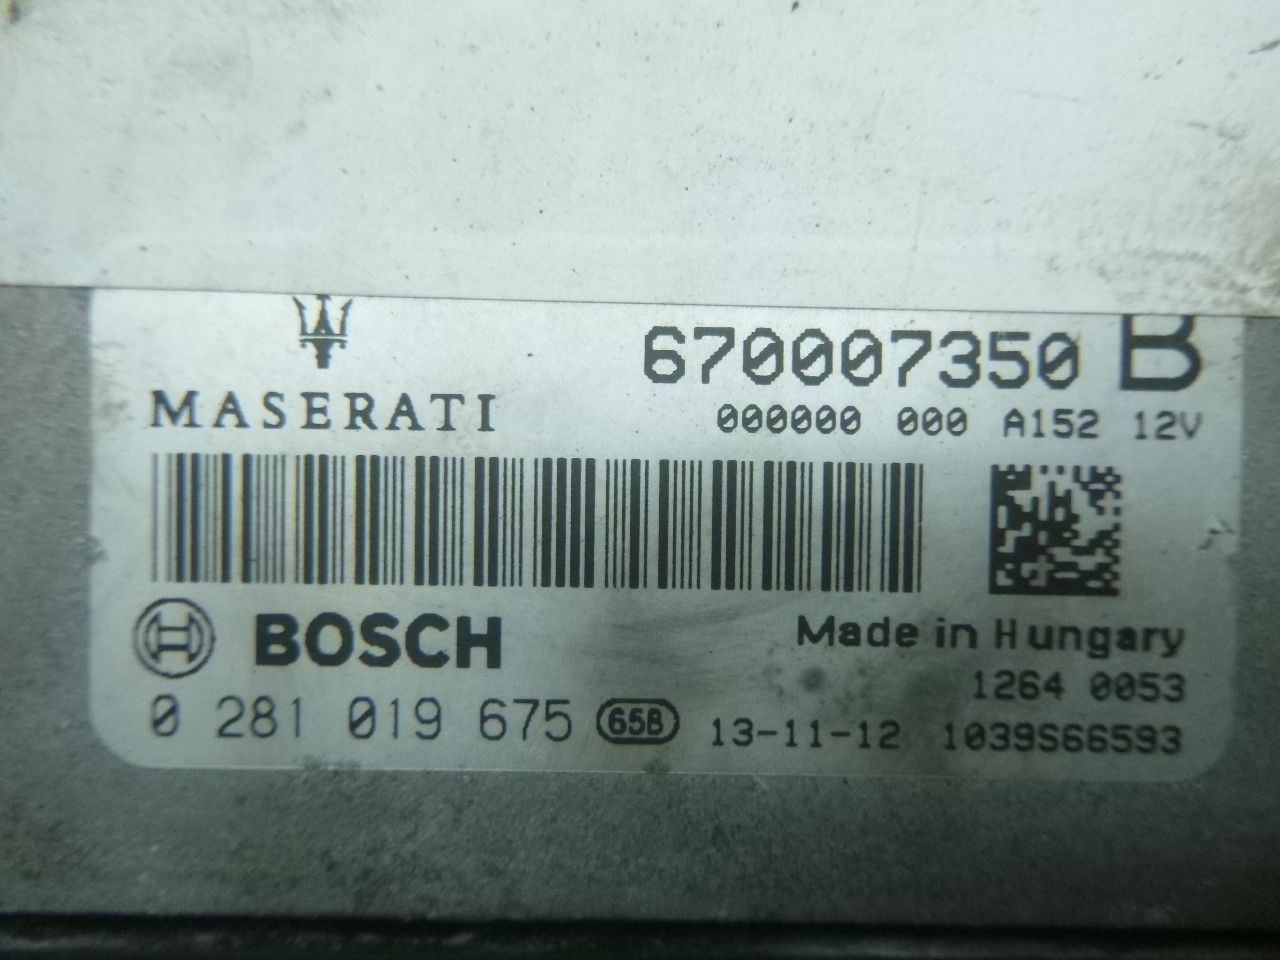 670007350 B
MASERATI
000000 000 A152 12V
BOSCH
Made in Hungary
1264 0053
0 281 019 675 65B 13-11-12 1039S66593